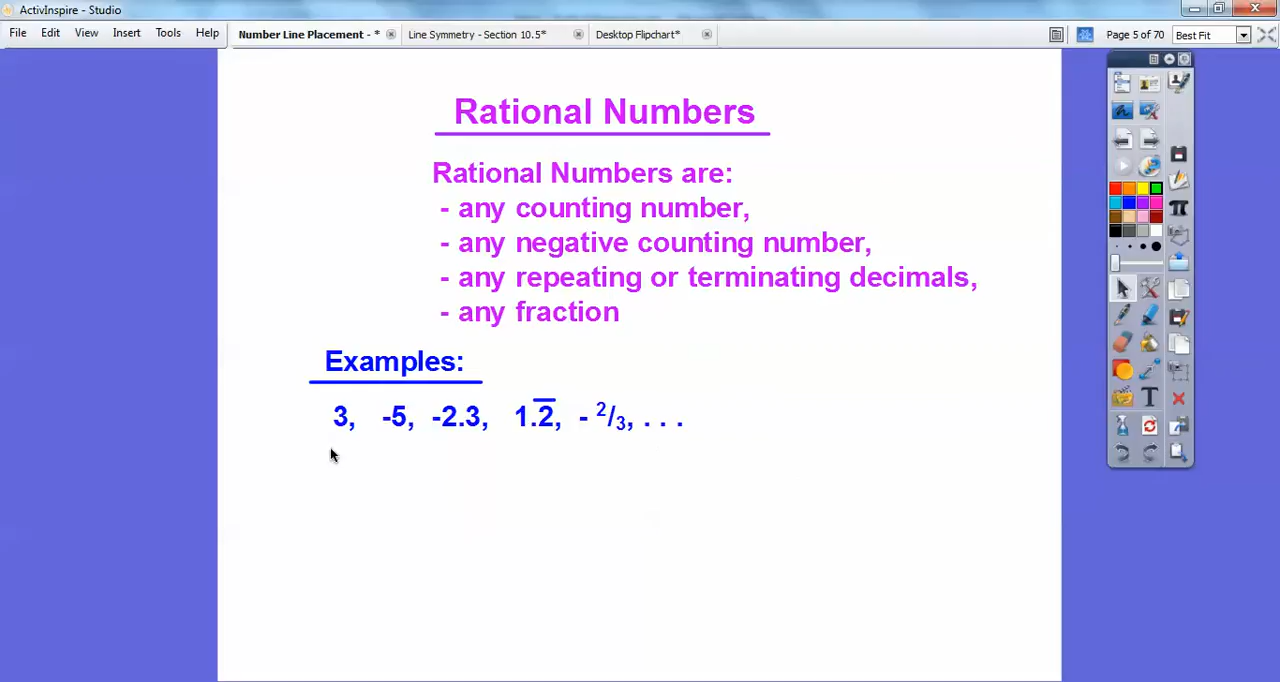 ActivInspire - Studio
File Edit View Insert Tools Help
Number Line Placement - * Line Symmetry - Section 10.5* Desktop Flipchart* Page 5 of 70 Best Fit
Rational Numbers
Rational Numbers are:
- any counting number,
- any negative counting number,
- any repeating or terminating decimals,
- any fraction
Examples:
3, -5, -2.3, 1.2̅, - ²/₃, . . .